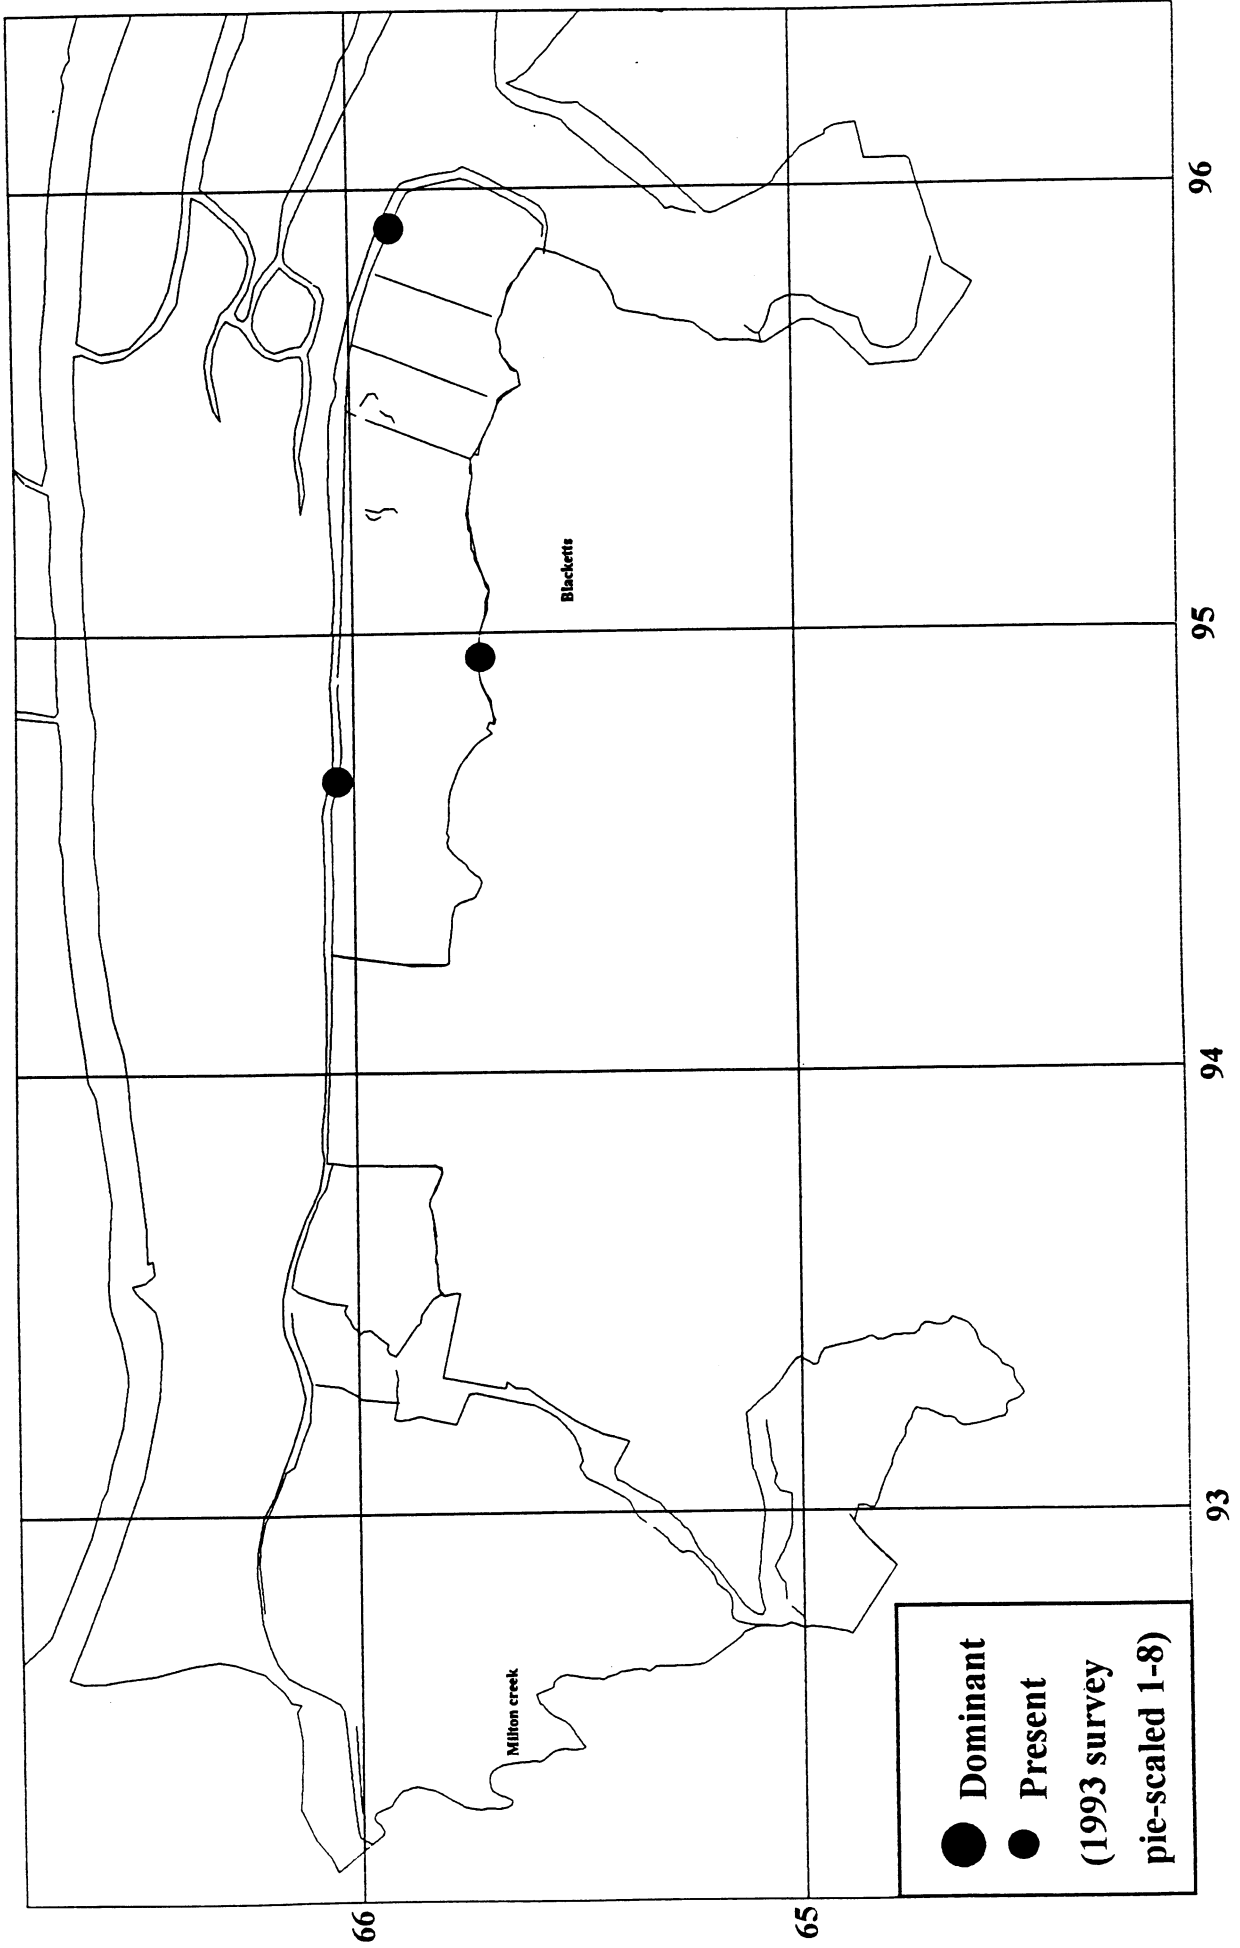 66
65
93
94
95
96
Milton creek
Blacketts
Dominant
Present
(1993 survey
pie-scaled 1-8)